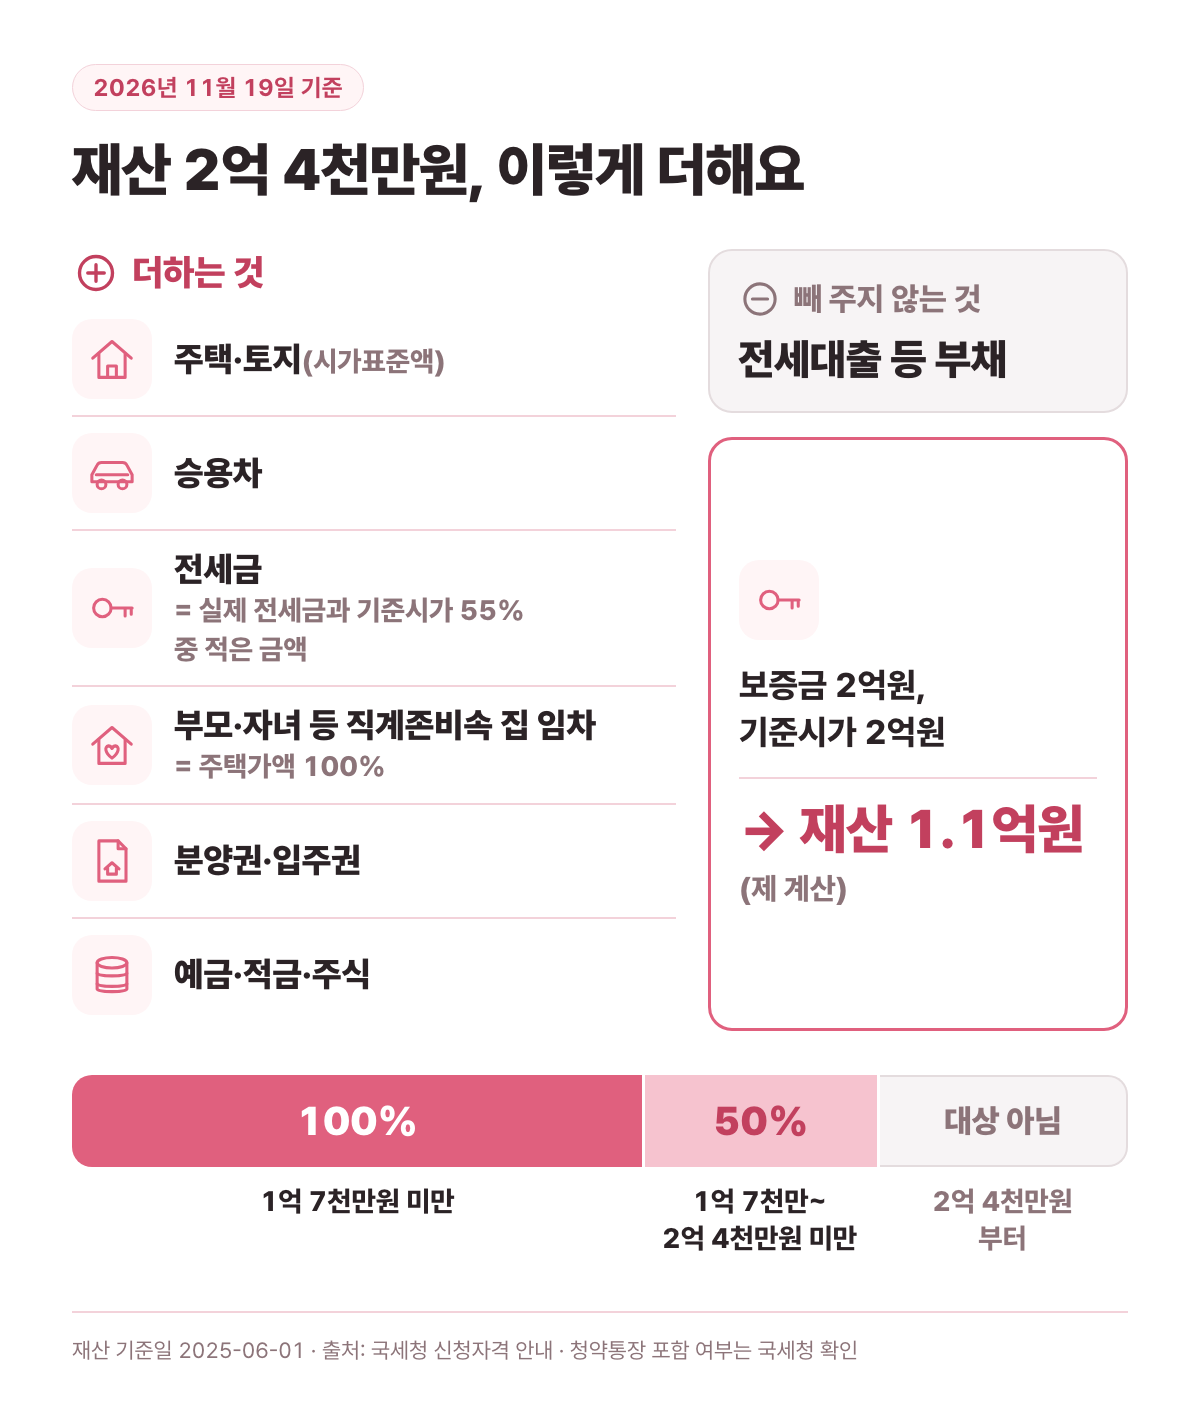 2026년 11월 19일 기준
재산 2억 4천만원, 이렇게 더해요
더하는 것
주택·토지(시가표준액)
승용차
전세금
= 실제 전세금과 기준시가 55%
중 적은 금액
부모·자녀 등 직계존비속 집 임차
= 주택가액 100%
분양권·입주권
예금·적금·주식
빼 주지 않는 것
전세대출 등 부채
보증금 2억원,
기준시가 2억원
→ 재산 1.1억원
(제 계산)
100%
1억 7천만원 미만
50%
1억 7천만~
2억 4천만원 미만
대상 아님
2억 4천만원
부터
재산 기준일 2025-06-01 · 출처: 국세청 신청자격 안내 · 청약통장 포함 여부는 국세청 확인